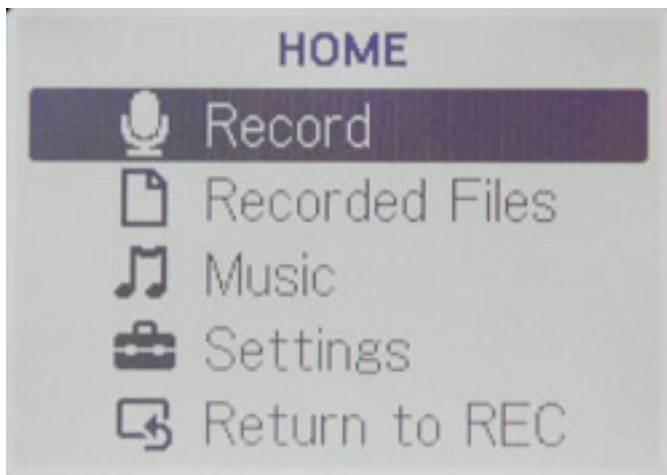 HOME
Record
Recorded Files
Music
Settings
Return to REC